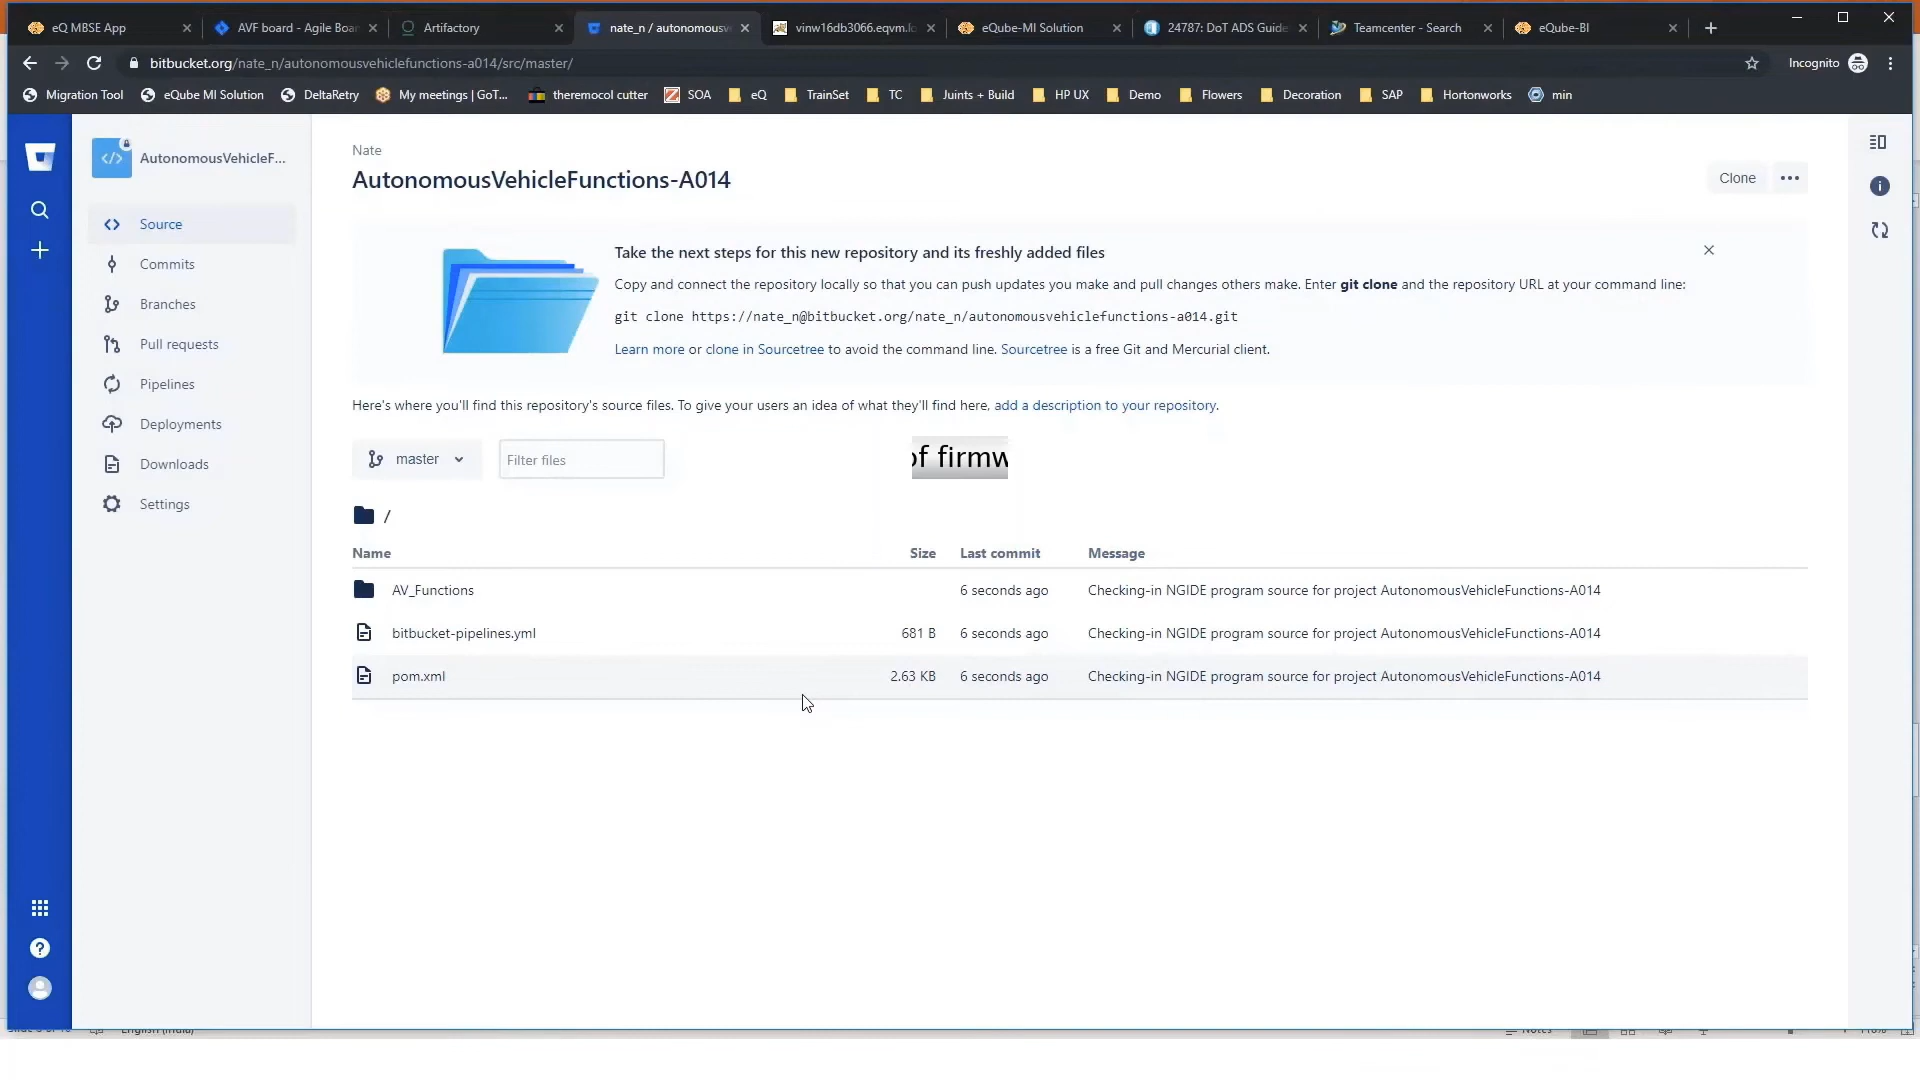 eQ MBSE App
AVF board - Agile Boar
Artifactory
nate_n / autonomousv
vinw16db3066.eqvm.lo
eQube-MI Solution
24787: DoT ADS Guide
Teamcenter - Search
eQube-BI
bitbucket.org/nate_n/autonomousvehiclefunctions-a014/src/master/
Incognito
Migration Tool
eQube MI Solution
DeltaRetry
My meetings | GoT...
theremocol cutter
SOA
eQ
TrainSet
TC
Juints + Build
HP UX
Demo
Flowers
Decoration
SAP
Hortonworks
min
AutonomousVehicleF...
Source
Commits
Branches
Pull requests
Pipelines
Deployments
Downloads
Settings
Nate
AutonomousVehicleFunctions-A014
Clone
Take the next steps for this new repository and its freshly added files
Copy and connect the repository locally so that you can push updates you make and pull changes others make. Enter git clone and the repository URL at your command line:
git clone https://nate_n@bitbucket.org/nate_n/autonomousvehiclefunctions-a014.git
Learn more or clone in Sourcetree to avoid the command line. Sourcetree is a free Git and Mercurial client.
Here's where you'll find this repository's source files. To give your users an idea of what they'll find here, add a description to your repository.
master
Filter files
of firmw
/
Name Size Last commit Message
AV_Functions 6 seconds ago Checking-in NGIDE program source for project AutonomousVehicleFunctions-A014
bitbucket-pipelines.yml 681 B 6 seconds ago Checking-in NGIDE program source for project AutonomousVehicleFunctions-A014
pom.xml 2.63 KB 6 seconds ago Checking-in NGIDE program source for project AutonomousVehicleFunctions-A014
English (India)
Notes